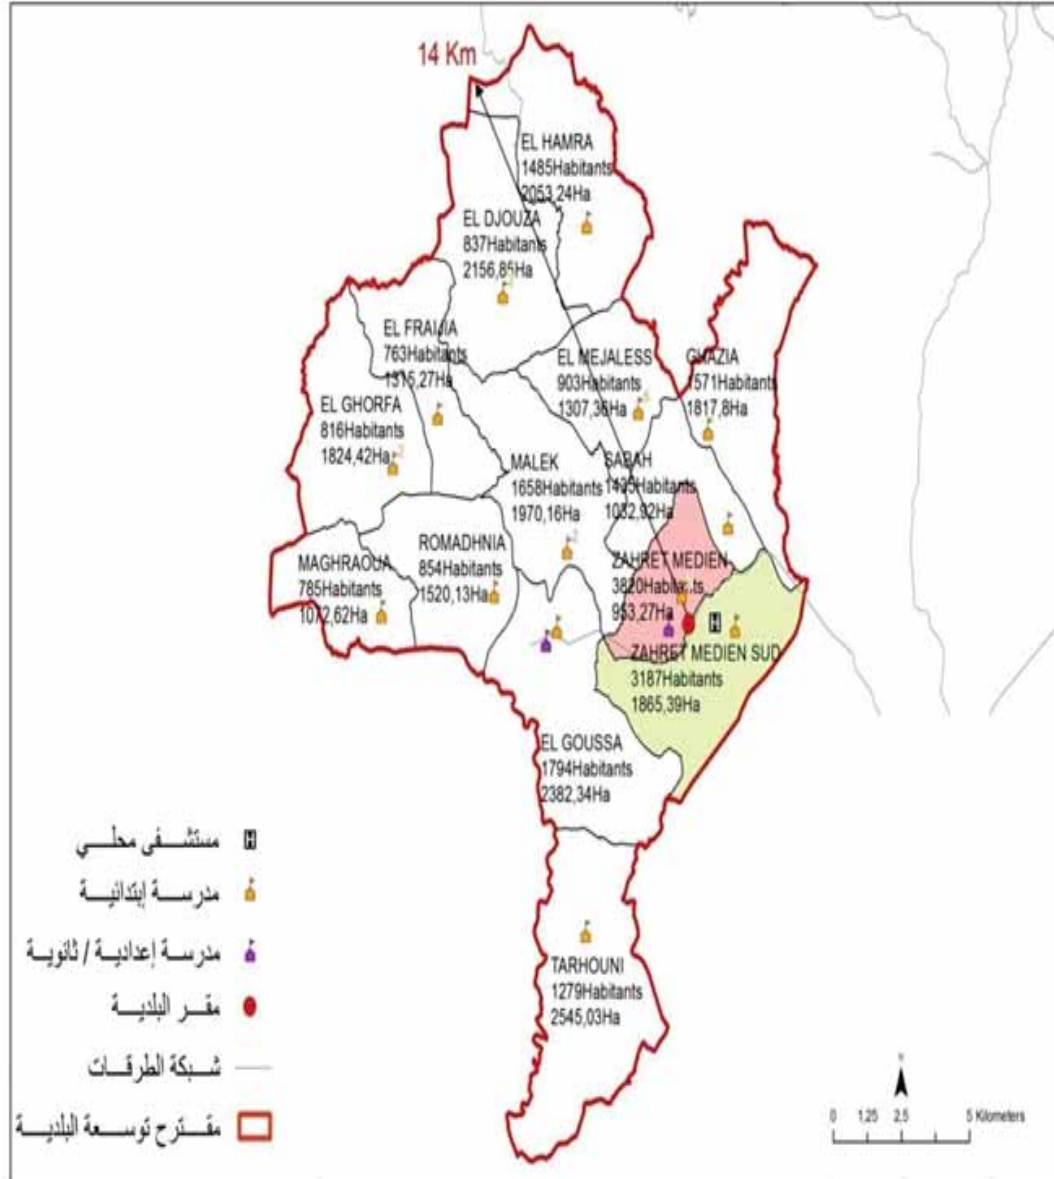 14 Km
EL HAMRA
1485Habitants
2053,24Ha
EL DJOUZA
837Habitants
2156,85Ha
EL FRAIJIA
763Habitants
1315,27Ha
EL MEJALESS
903Habitants
1307,36Ha
GHAZIA
1571Habitants
1817,8Ha
EL GHORFA
816Habitants
1824,42Ha
MALEK
1658Habitants
1970,16Ha
SABAH
1435Habitants
1032,92Ha
MAGHRAOUA
785Habitants
1072,62Ha
ROMADHNIA
854Habitants
1520,13Ha
ZAHRET MEDIEN
3820Habitants
953,27Ha
H
ZAHRET MEDIEN SUD
3187Habitants
1865,39Ha
EL GOUSSA
1794Habitants
2382,34Ha
TARHOUNI
1279Habitants
2545,03Ha
H مستشفى محلي
مدرسة إبتدائية
مدرسة إعدادية / ثانوية
مقر البلدية
شبكة الطرقات
مقترح توسعة البلدية
0 1,25 2,5 5 Kilometers